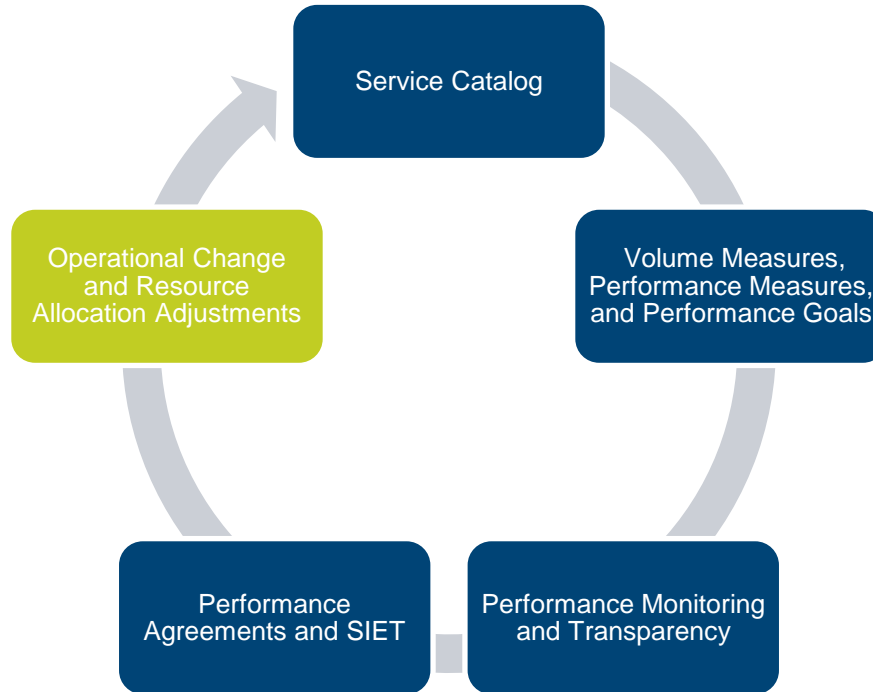 Service Catalog
Volume Measures,
Performance Measures,
and Performance Goals
Performance Monitoring
and Transparency
Performance
Agreements and SIET
Operational Change
and Resource
Allocation Adjustments